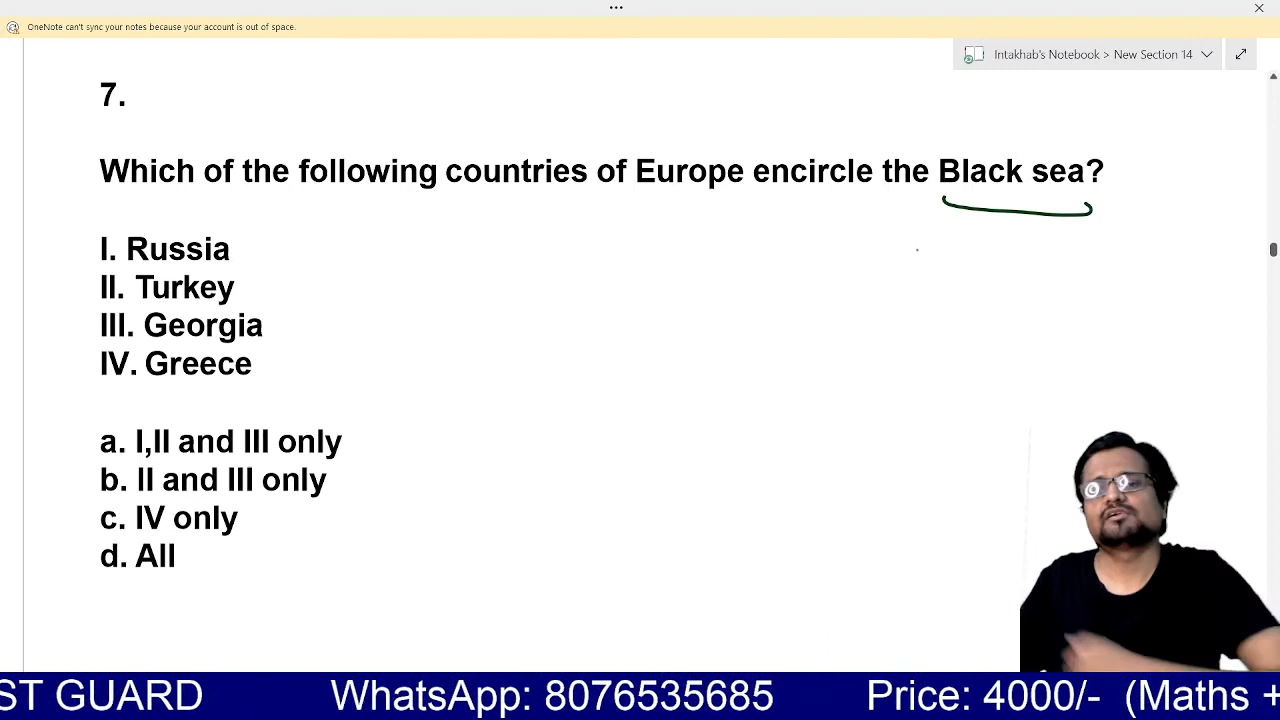 ...
OneNote can't sync your notes because your account is out of space.
Intakhab's Notebook > New Section 14
7.
Which of the following countries of Europe encircle the Black sea?
I. Russia
II. Turkey
III. Georgia
IV. Greece
a. I,II and III only
b. II and III only
c. IV only
d. All
ST GUARD WhatsApp: 8076535685 Price: 4000/- (Maths +